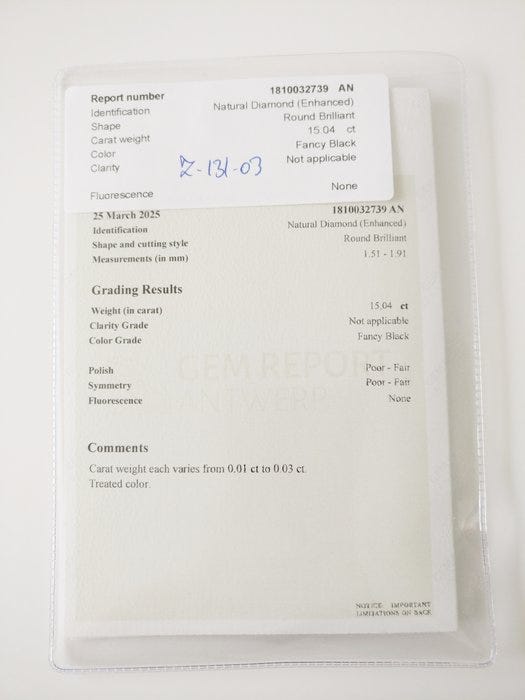 Report number 1810032739 AN
Identification Natural Diamond (Enhanced)
Shape Round Brilliant
Carat weight 15.04 ct
Color Fancy Black
Clarity Not applicable
Z-131-03
Fluorescence None
25 March 2025 1810032739 AN
Identification Natural Diamond (Enhanced)
Shape and cutting style Round Brilliant
Measurements (in mm) 1.51 - 1.91
Grading Results
Weight (in carat) 15.04 ct
Clarity Grade Not applicable
Color Grade Fancy Black
GEM REPORT
Polish Poor - Fair
Symmetry Poor - Fair
ANTWERP
Fluorescence None
Comments
Carat weight each varies from 0.01 ct to 0.03 ct.
Treated color.
NOTICE IMPORTANT
LIMITATIONS ON BACK